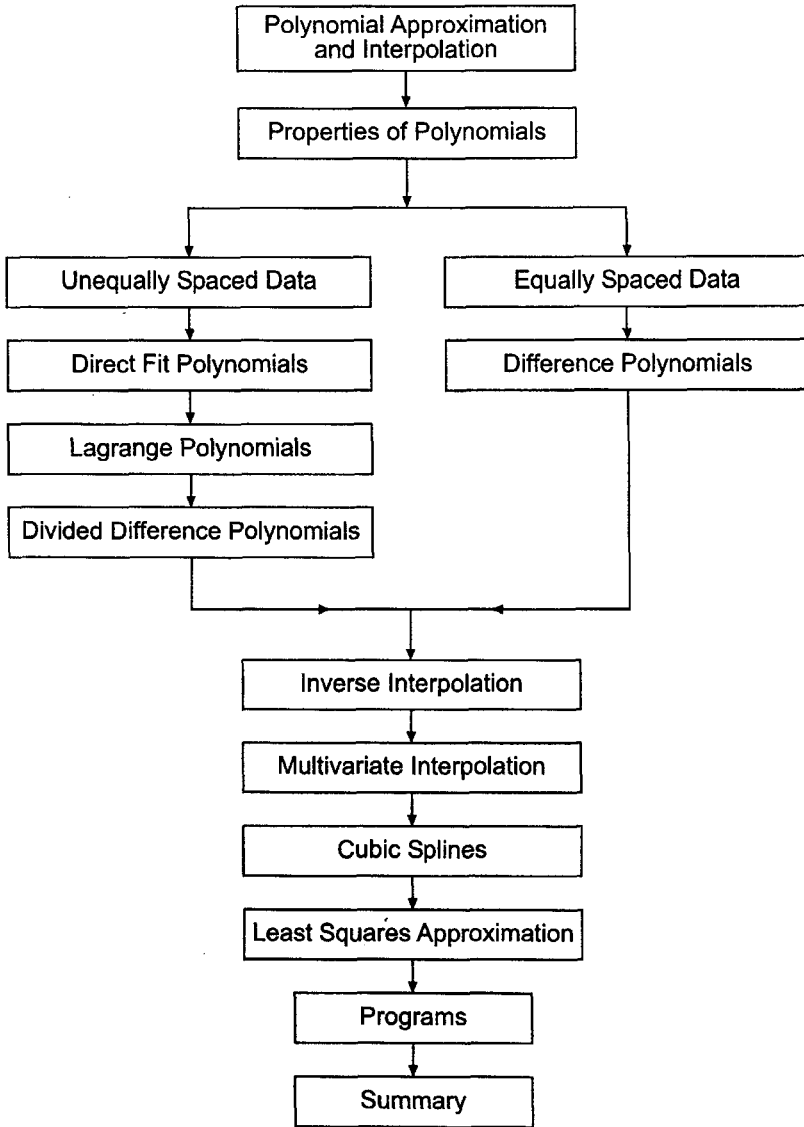 Polynomial Approximation
and Interpolation
Properties of Polynomials
Unequally Spaced Data
Equally Spaced Data
Direct Fit Polynomials
Difference Polynomials
Lagrange Polynomials
Divided Difference Polynomials
Inverse Interpolation
Multivariate Interpolation
Cubic Splines
Least Squares Approximation
Programs
Summary